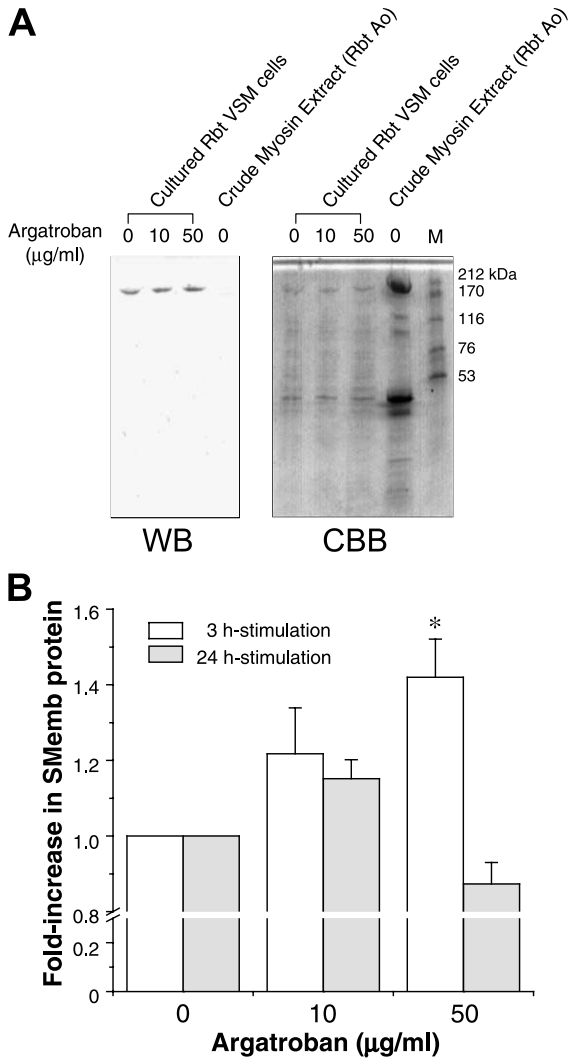 A
Cultured Rbt VSM cells
Crude Myosin Extract (Rbt Ao)
Cultured Rbt VSM cells
Crude Myosin Extract (Rbt Ao)
Argatroban 0 10 50 0 0 10 50 0 M
(μg/ml)
212 kDa
170
116
76
53
WB CBB
B
Fold-increase in SMemb protein
1.6
1.4
1.2
1.0
0.8
0.2
0
3 h-stimulation
24 h-stimulation
*
0 10 50
Argatroban (μg/ml)